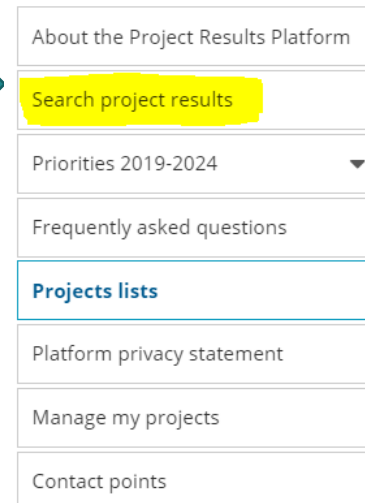 About the Project Results Platform
Search project results
Priorities 2019-2024
Frequently asked questions
Projects lists
Platform privacy statement
Manage my projects
Contact points